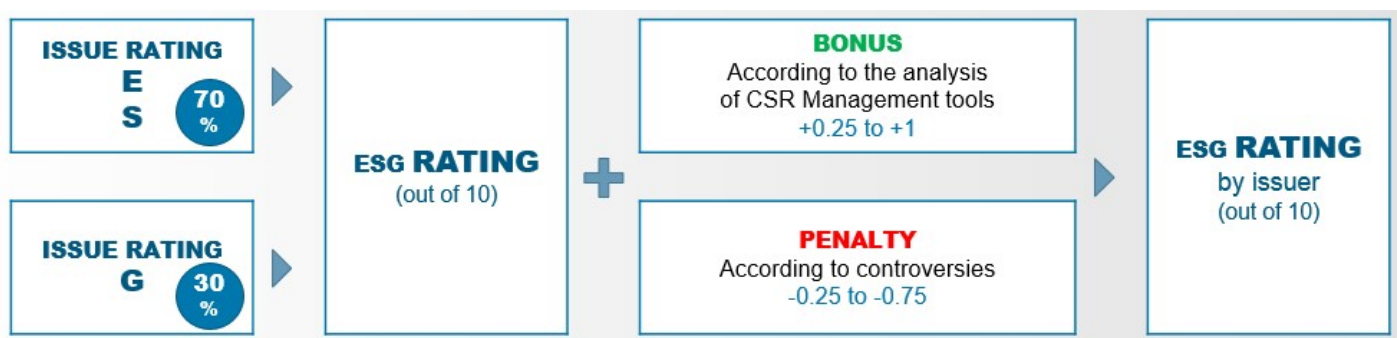 ISSUE RATING
E
S
70
%
ISSUE RATING
G
30
%
ESG RATING
(out of 10)
BONUS
According to the analysis
of CSR Management tools
+0.25 to +1
PENALTY
According to controversies
-0.25 to -0.75
ESG RATING
by issuer
(out of 10)